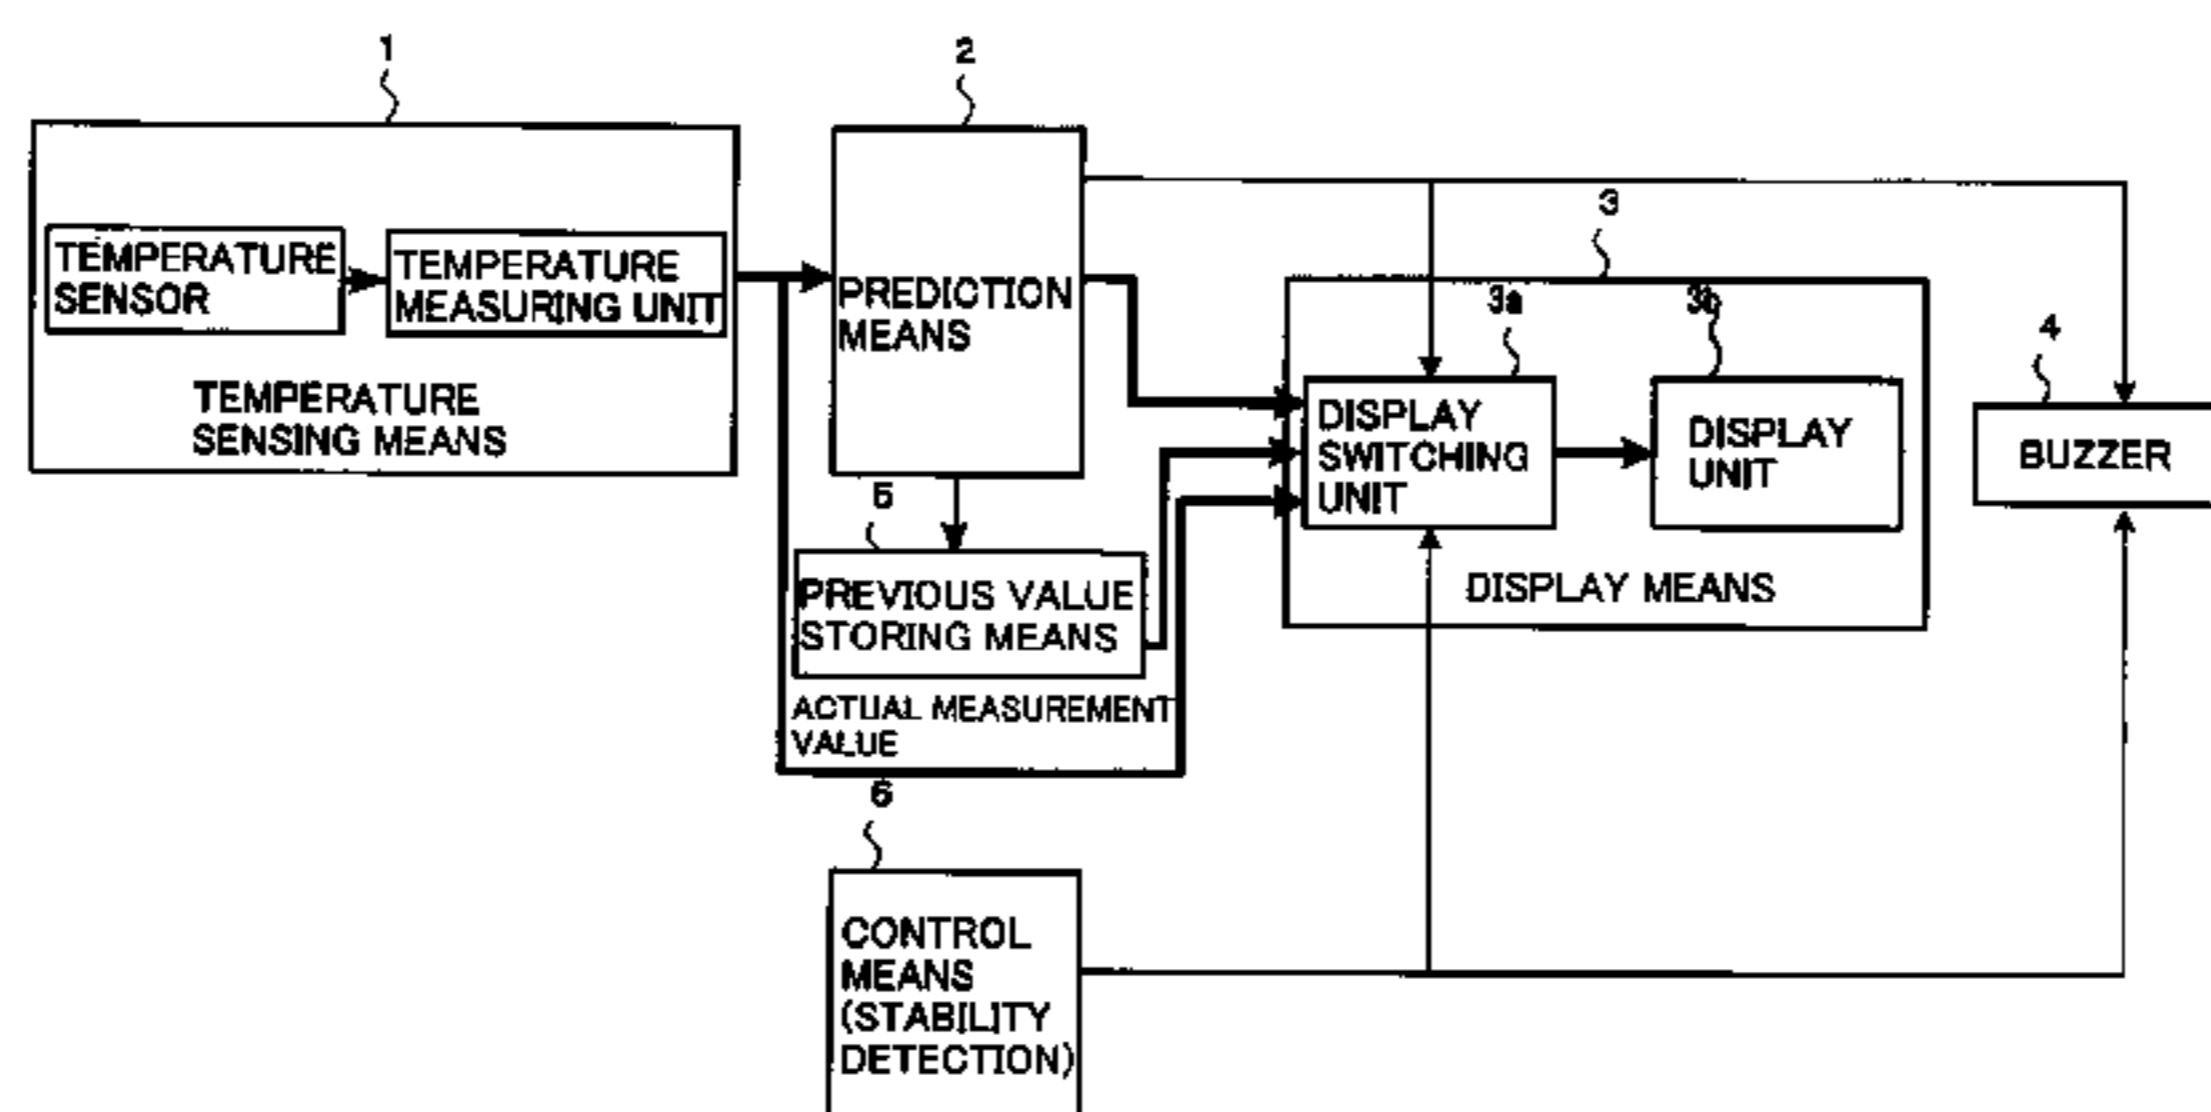 1
2
3
TEMPERATURE
SENSOR
TEMPERATURE
MEASURING UNIT
TEMPERATURE
SENSING MEANS
PREDICTION
MEANS
3a
3b
4
DISPLAY
SWITCHING
UNIT
DISPLAY
UNIT
BUZZER
DISPLAY MEANS
5
PREVIOUS VALUE
STORING MEANS
ACTUAL MEASUREMENT
VALUE
6
CONTROL
MEANS
(STABILITY
DETECTION)